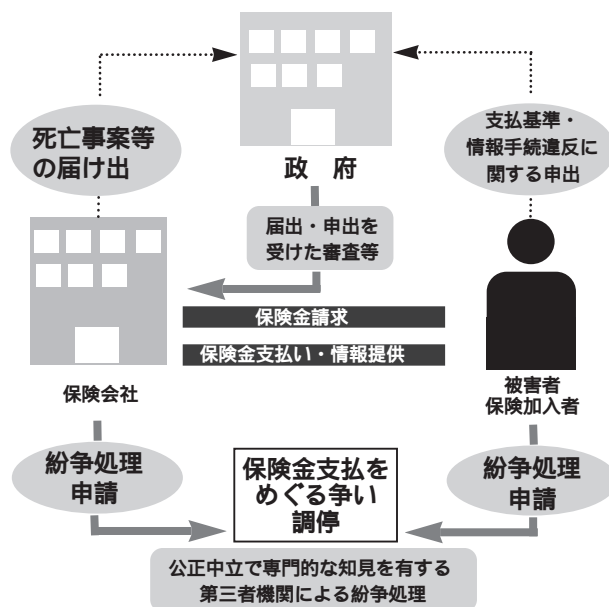 死亡事案等
の届け出
政　府
支払基準・
情報手続違反に
関する申出
届出・申出を
受けた審査等
保険金請求
保険金支払い・情報提供
保険会社
被害者
保険加入者
紛争処理
申請
保険金支払を
めぐる争い
調停
紛争処理
申請
公正中立で専門的な知見を有する
第三者機関による紛争処理